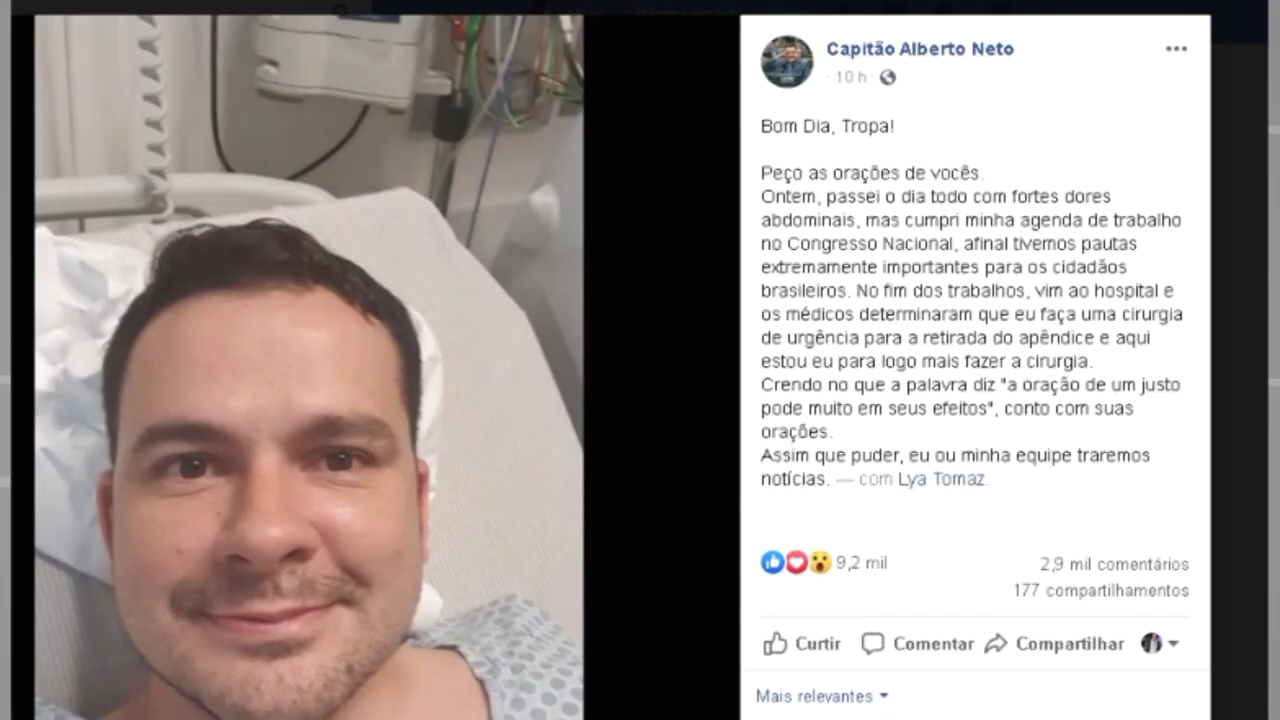 Capitão Alberto Neto
· 10 h ·
Bom Dia, Tropa!
Peço as orações de vocês.
Ontem, passei o dia todo com fortes dores
abdominais, mas cumpri minha agenda de trabalho
no Congresso Nacional, afinal tivemos pautas
extremamente importantes para os cidadãos
brasileiros. No fim dos trabalhos, vim ao hospital e
os médicos determinaram que eu faça uma cirurgia
de urgência para a retirada do apêndice e aqui
estou eu para logo mais fazer a cirurgia.
Crendo no que a palavra diz "a oração de um justo
pode muito em seus efeitos", conto com suas
orações.
Assim que puder, eu ou minha equipe traremos
notícias. — com Lya Tomaz.
9,2 mil
2,9 mil comentários
177 compartilhamentos
Curtir Comentar Compartilhar
Mais relevantes